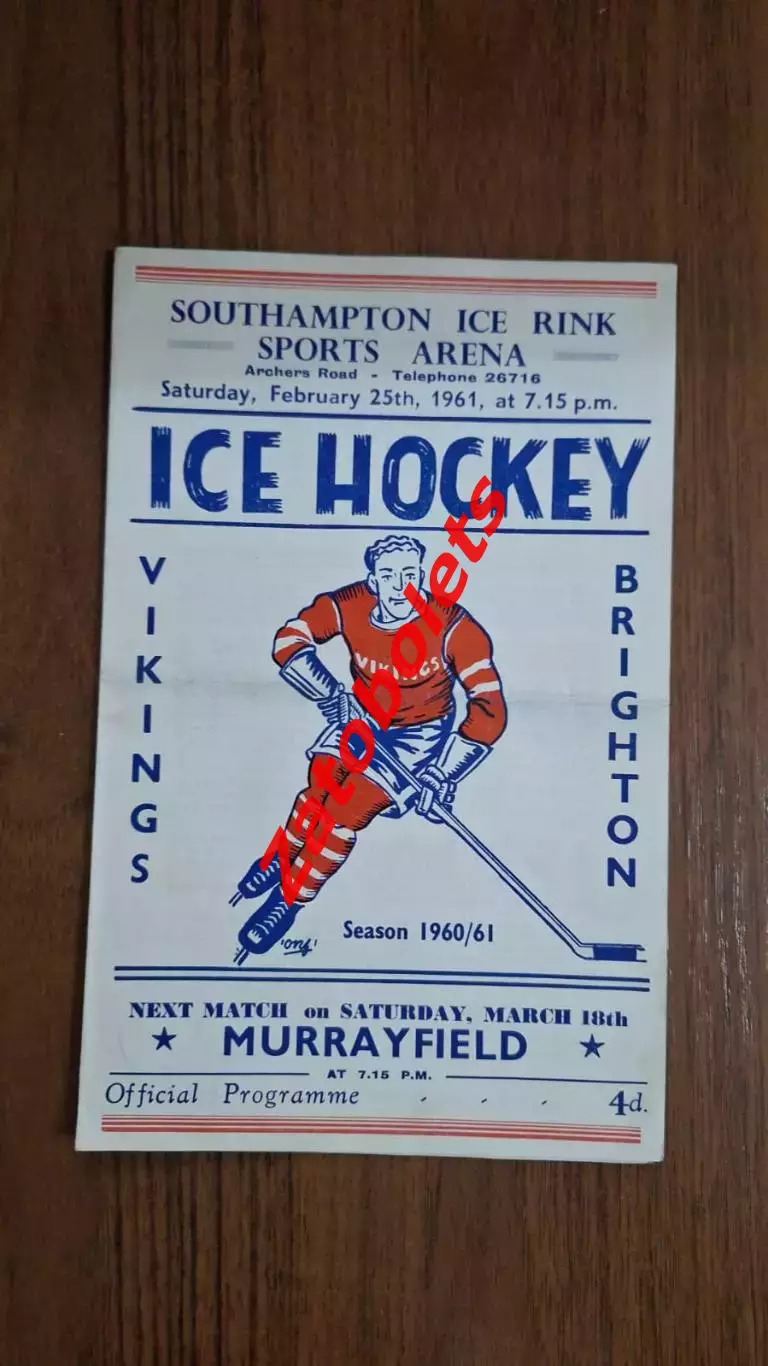 SOUTHAMPTON ICE RINK
SPORTS ARENA
Archers Road - Telephone 26716
Saturday, February 25th, 1961, at 7.15 p.m.
ICE HOCKEY
VIKINGS
BRIGHTON
VIKINGS
Zatobolets
Season 1960/61
NEXT MATCH on SATURDAY, MARCH 18th
★ MURRAYFIELD ★
AT 7.15 P.M.
Official Programme - - - 4d.